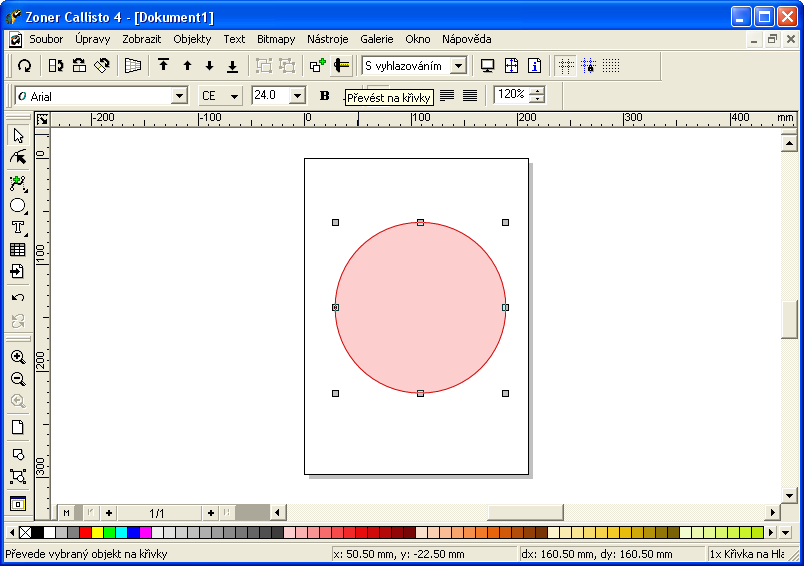 Zoner Callisto 4 - [Dokument1]
Soubor Úpravy Zobrazit Objekty Text Bitmapy Nástroje Galerie Okno Nápověda
S vyhlazováním
O Arial CE 24.0 B Převést na křivky 120%
-200 -100 0 100 200 300 400 mm
0
100
200
300
M 1/1
Převede vybraný objekt na křivky x: 50.50 mm, y: -22.50 mm dx: 160.50 mm, dy: 160.50 mm 1x Křivka na Hla